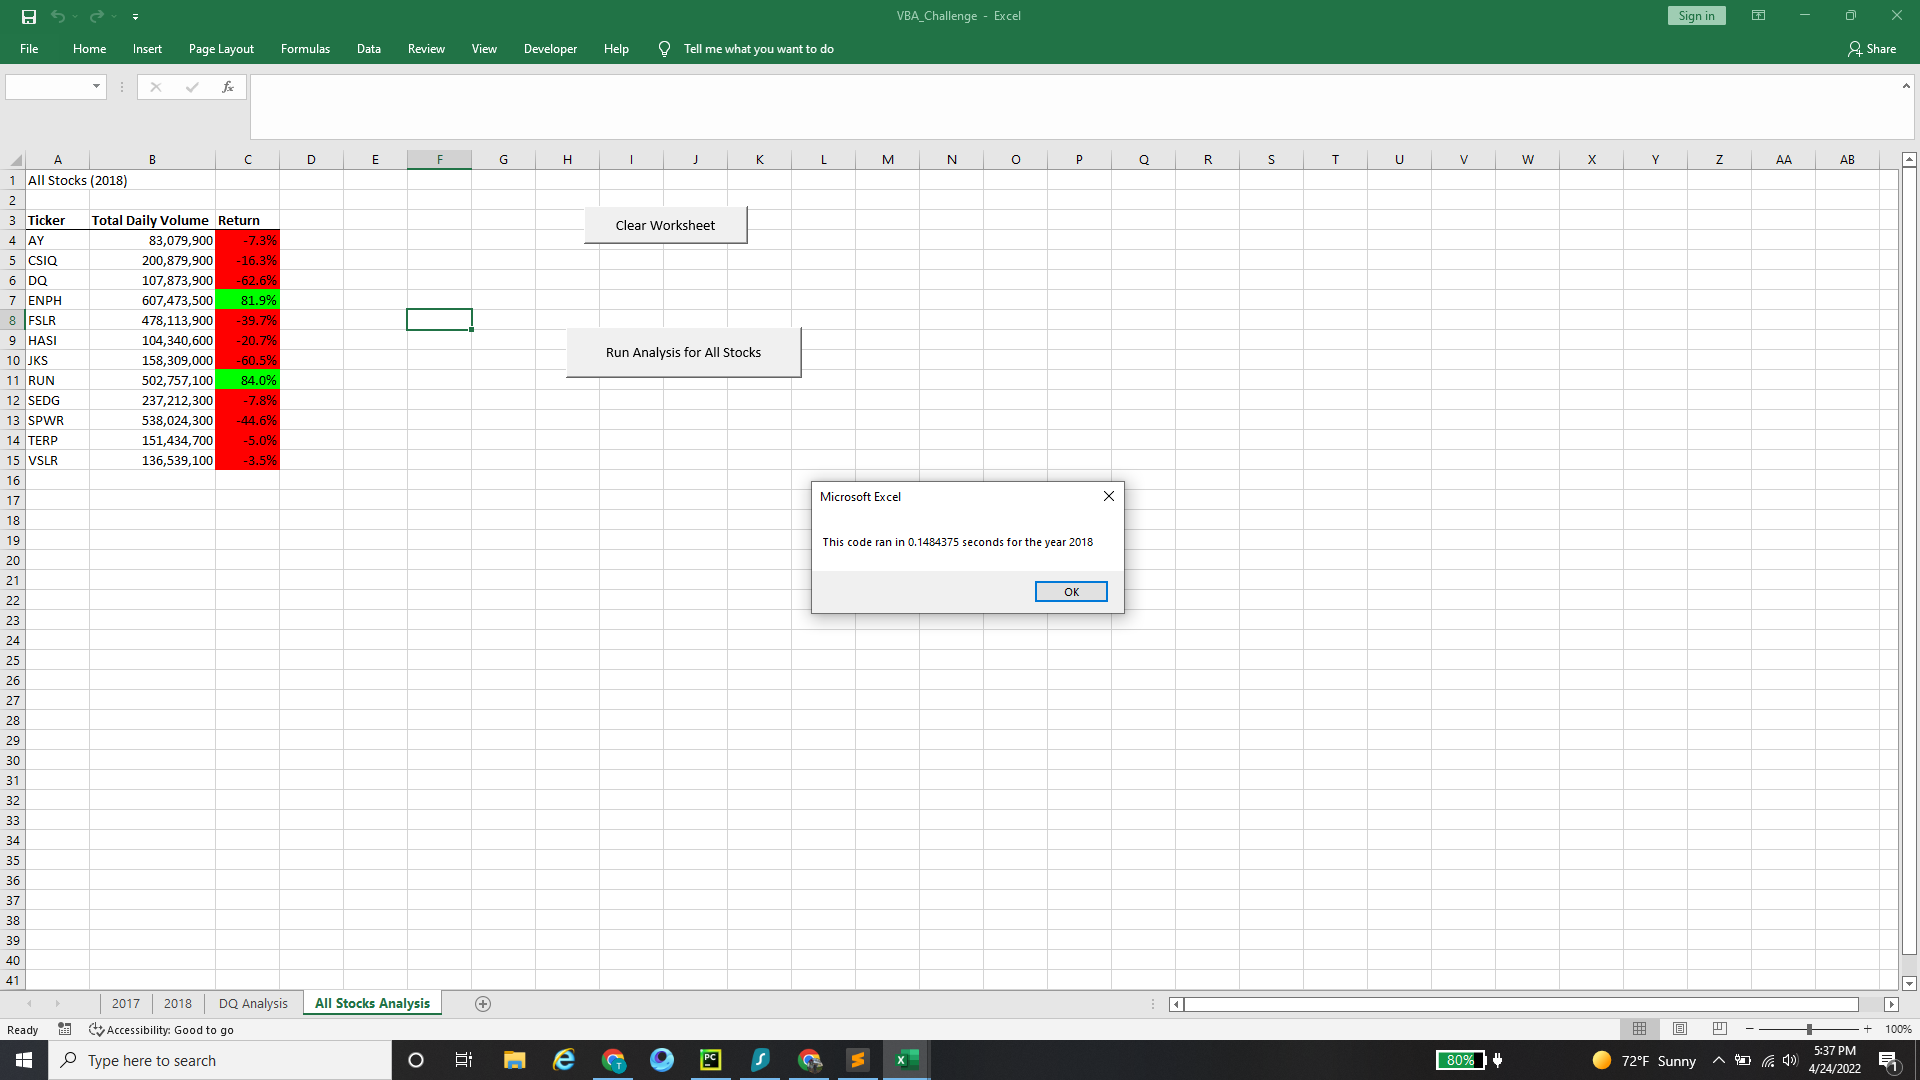 VBA_Challenge - Excel
Sign in
File Home Insert Page Layout Formulas Data Review View Developer Help Tell me what you want to do Share
fx
A B C D E F G H I J K L M N O P Q R S T U V W X Y Z AA AB
1 All Stocks (2018)
2
3 Ticker Total Daily Volume Return
Clear Worksheet
4 AY 83,079,900 -7.3%
5 CSIQ 200,879,900 -16.3%
6 DQ 107,873,900 -62.6%
7 ENPH 607,473,500 81.9%
8 FSLR 478,113,900 -39.7%
9 HASI 104,340,600 -20.7%
Run Analysis for All Stocks
10 JKS 158,309,000 -60.5%
11 RUN 502,757,100 84.0%
12 SEDG 237,212,300 -7.8%
13 SPWR 538,024,300 -44.6%
14 TERP 151,434,700 -5.0%
15 VSLR 136,539,100 -3.5%
16
17
18
19
20
21
22
23
24
25
26
27
28
29
30
31
32
33
34
35
36
37
38
39
40
41
Microsoft Excel
This code ran in 0.1484375 seconds for the year 2018
OK
2017 2018 DQ Analysis All Stocks Analysis
Ready Accessibility: Good to go 100%
Type here to search
PC
80%
72°F Sunny
5:37 PM
4/24/2022
1